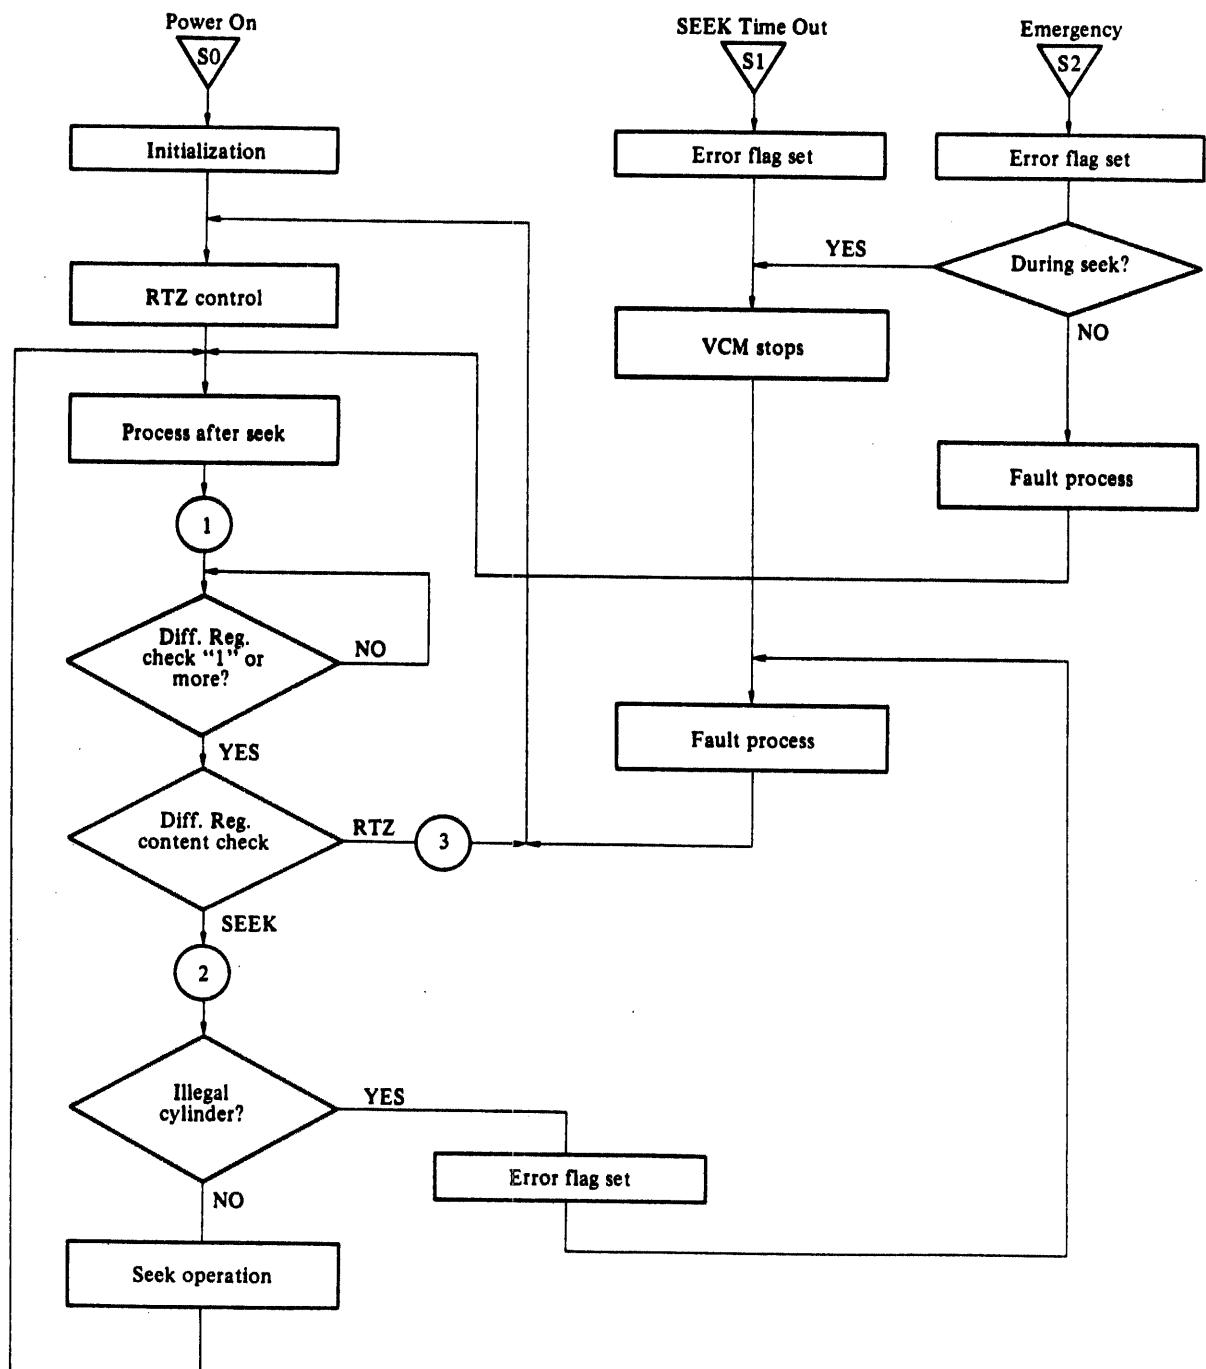 Power On
S0
Initialization
RTZ control
Process after seek
1
Diff. Reg.
check "1" or
more?
NO
YES
Diff. Reg.
content check
RTZ
3
SEEK
2
Illegal
cylinder?
YES
NO
Error flag set
Seek operation
SEEK Time Out
S1
Error flag set
VCM stops
Fault process
Emergency
S2
Error flag set
During seek?
YES
NO
Fault process